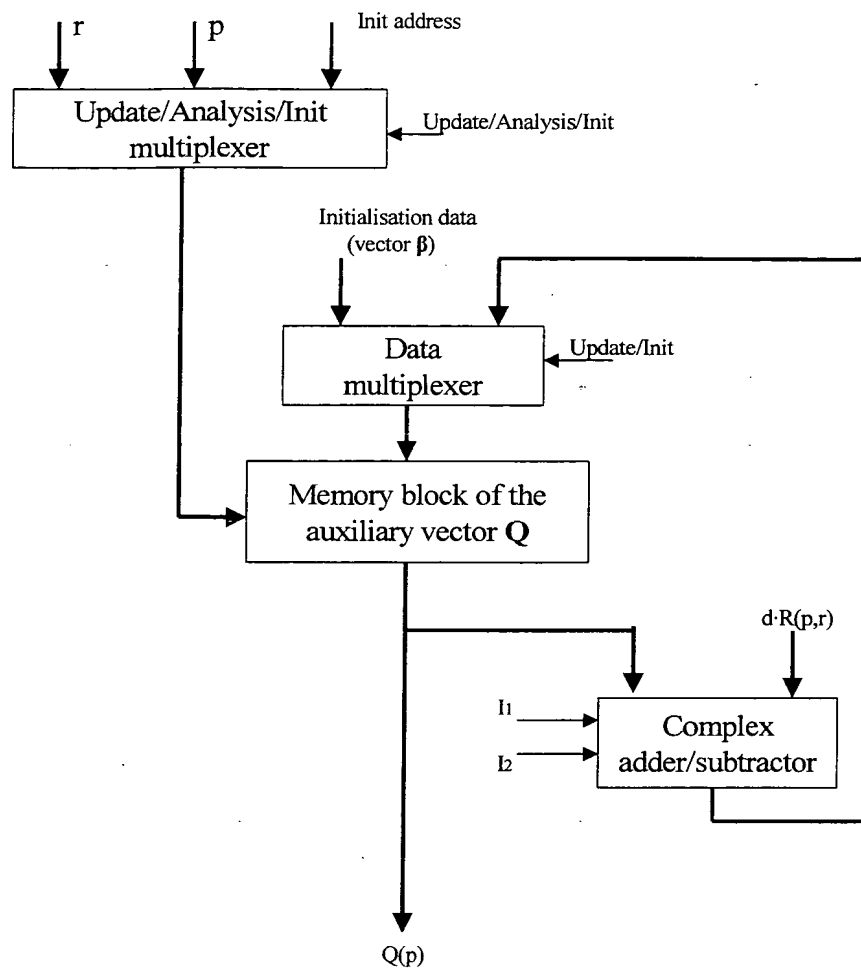 r
p
Init address
Update/Analysis/Init
multiplexer
Update/Analysis/Init
Initialisation data
(vector β)
Data
multiplexer
Update/Init
Memory block of the
auxiliary vector Q
d·R(p,r)
I1
I2
Complex
adder/subtractor
Q(p)